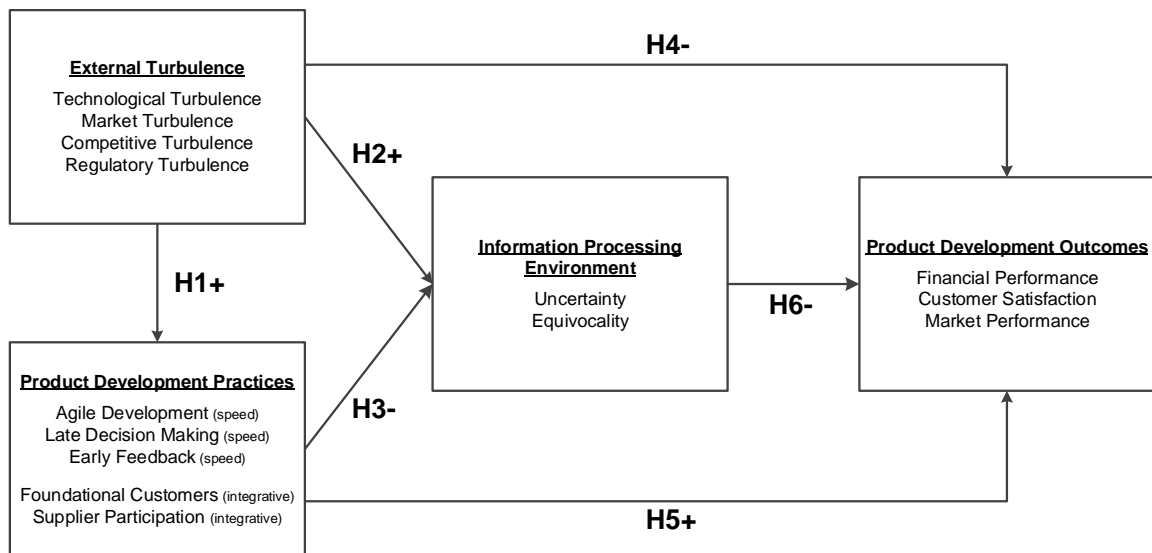 External Turbulence
Technological Turbulence
Market Turbulence
Competitive Turbulence
Regulatory Turbulence
H4-
H2+
H1+
Information Processing
Environment
Uncertainty
Equivocality
H6-
Product Development Outcomes
Financial Performance
Customer Satisfaction
Market Performance
Product Development Practices
Agile Development (speed)
Late Decision Making (speed)
Early Feedback (speed)
Foundational Customers (integrative)
Supplier Participation (integrative)
H3-
H5+